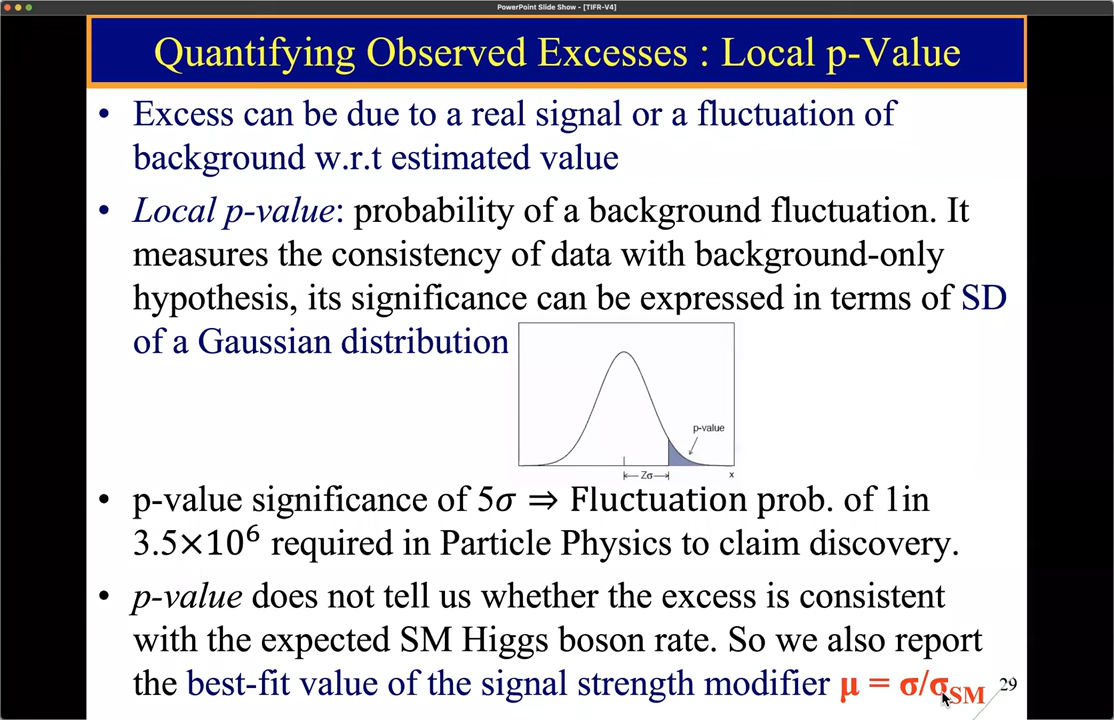 PowerPoint Slide Show - [TIFR-V4]
Quantifying Observed Excesses : Local p-Value
• Excess can be due to a real signal or a fluctuation of
background w.r.t estimated value
• Local p-value: probability of a background fluctuation. It
measures the consistency of data with background-only
hypothesis, its significance can be expressed in terms of SD
of a Gaussian distribution
p-value
Zσ
x
• p-value significance of 5σ ⇒ Fluctuation prob. of 1in
3.5×10⁶ required in Particle Physics to claim discovery.
• p-value does not tell us whether the excess is consistent
with the expected SM Higgs boson rate. So we also report
the best-fit value of the signal strength modifier μ = σ/σSM
29